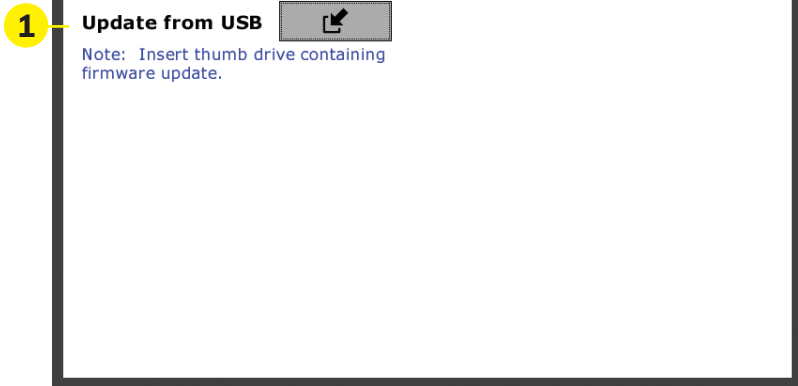 1
Update from USB
Note:  Insert thumb drive containing
firmware update.